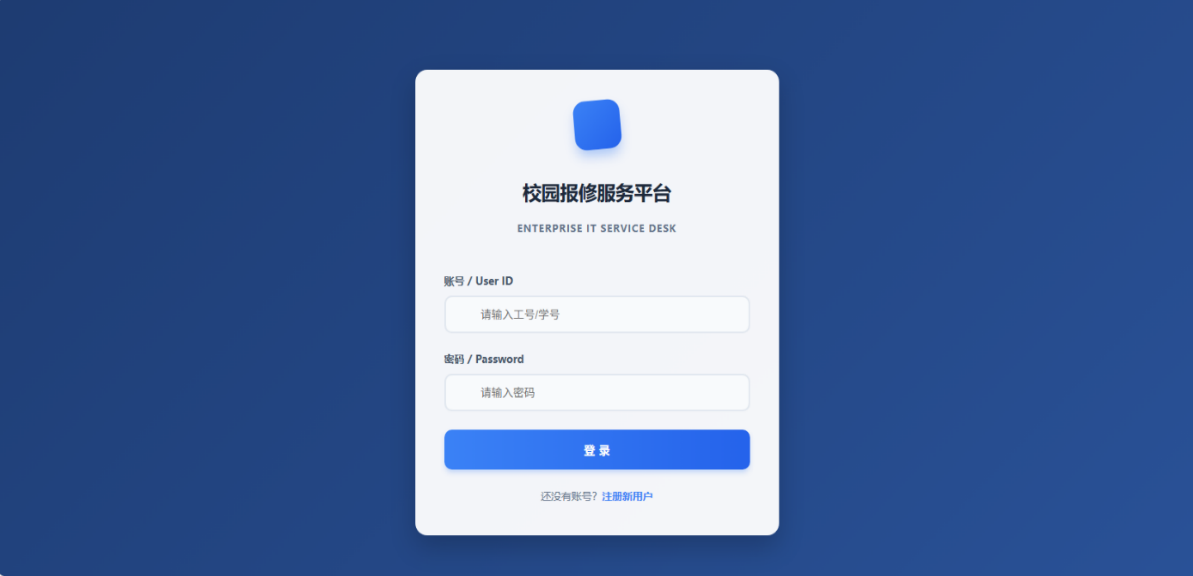 校园报修服务平台
ENTERPRISE IT SERVICE DESK
账号 / User ID
请输入工号/学号
密码 / Password
请输入密码
登 录
还没有账号? 注册新用户